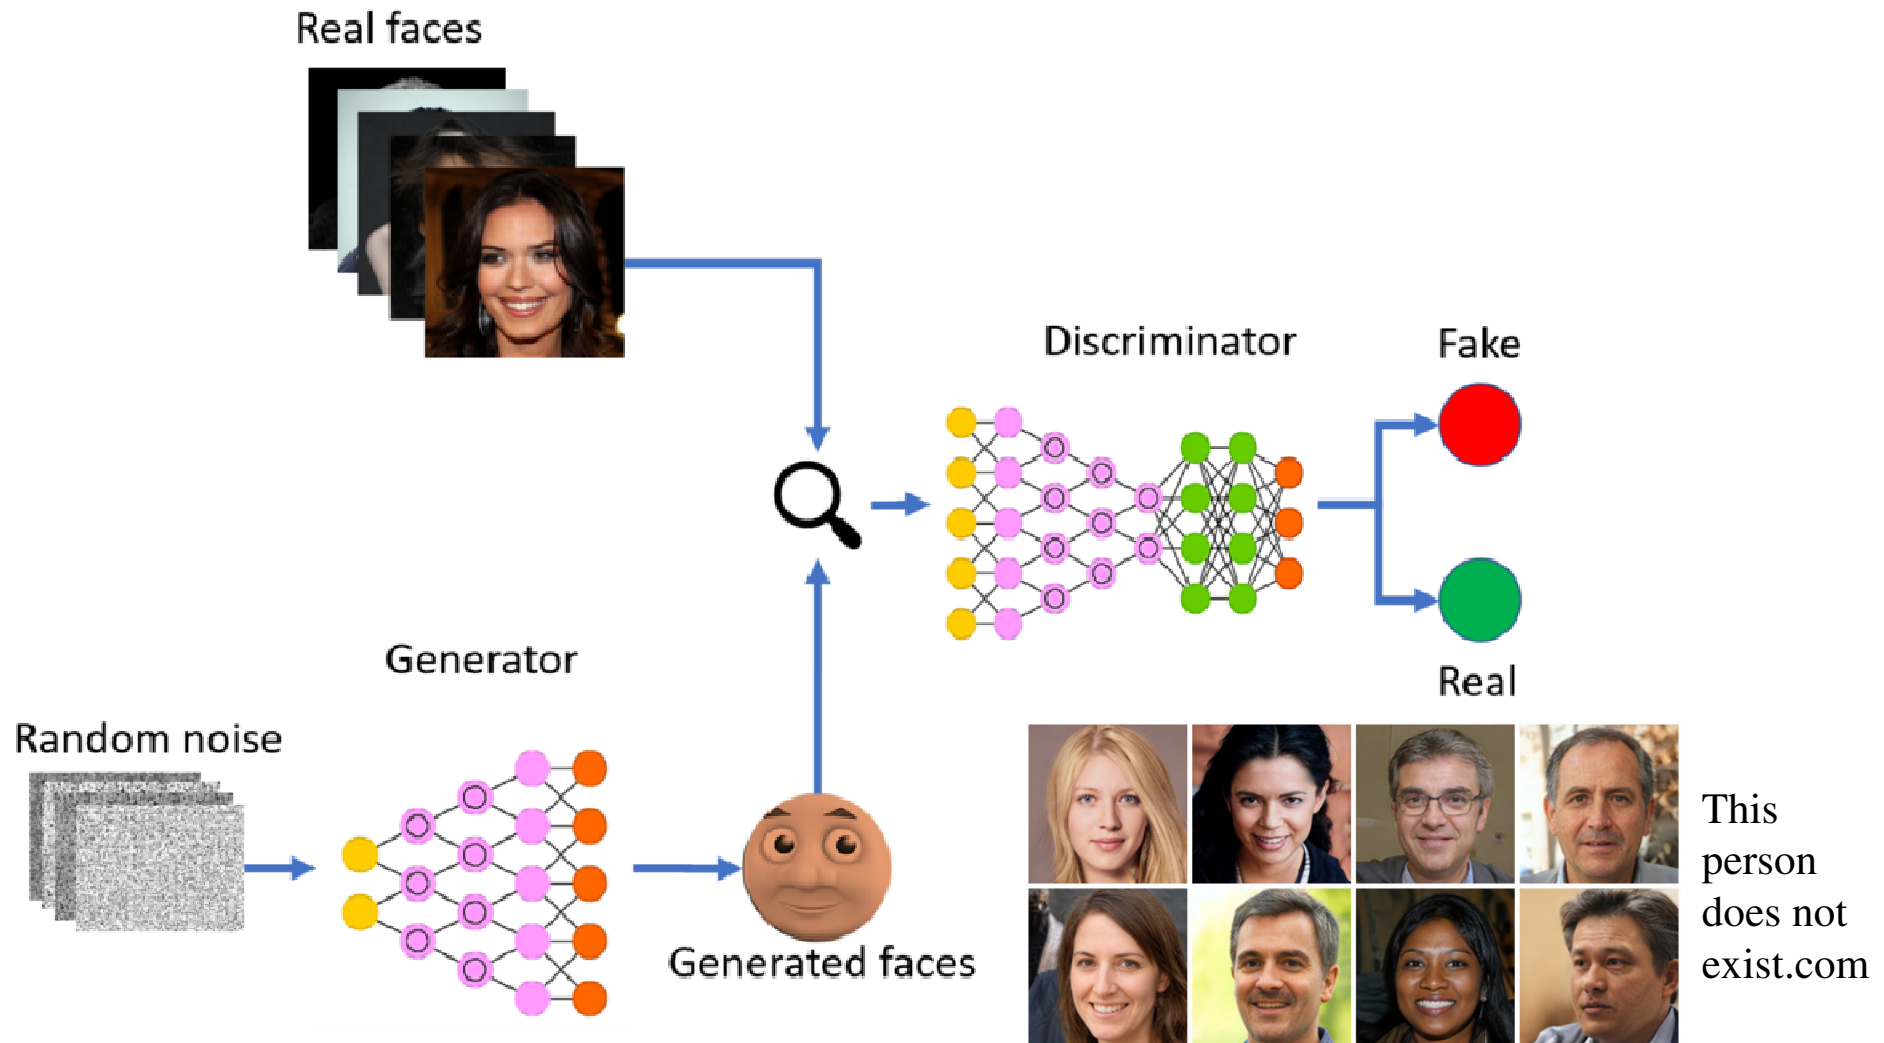 Real faces
Discriminator
Fake
Generator
Real
Random noise
Generated faces
This
person
does not
exist.com